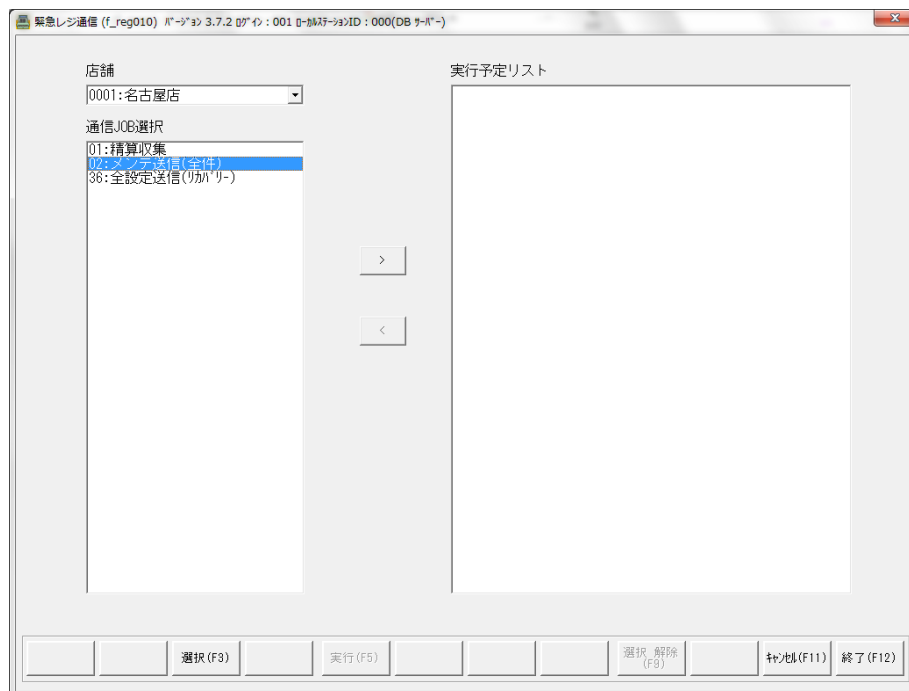 緊急レジ通信 (f_reg010) ﾊﾞｰｼﾞｮﾝ 3.7.2 ﾛｸﾞｲﾝ : 001 ﾛｰｶﾙｽﾃｰｼｮﾝID : 000(DB ｻｰﾊﾞｰ)
店舗
0001:名古屋店
通信JOB選択
01:精算収集
02:メンテ送信(全件)
36:全設定送信(ﾘｶﾊﾞﾘｰ)
実行予定リスト
>
<
選択(F3)
実行(F5)
選択 解除
(F9)
ｷｬﾝｾﾙ(F11)
終了(F12)